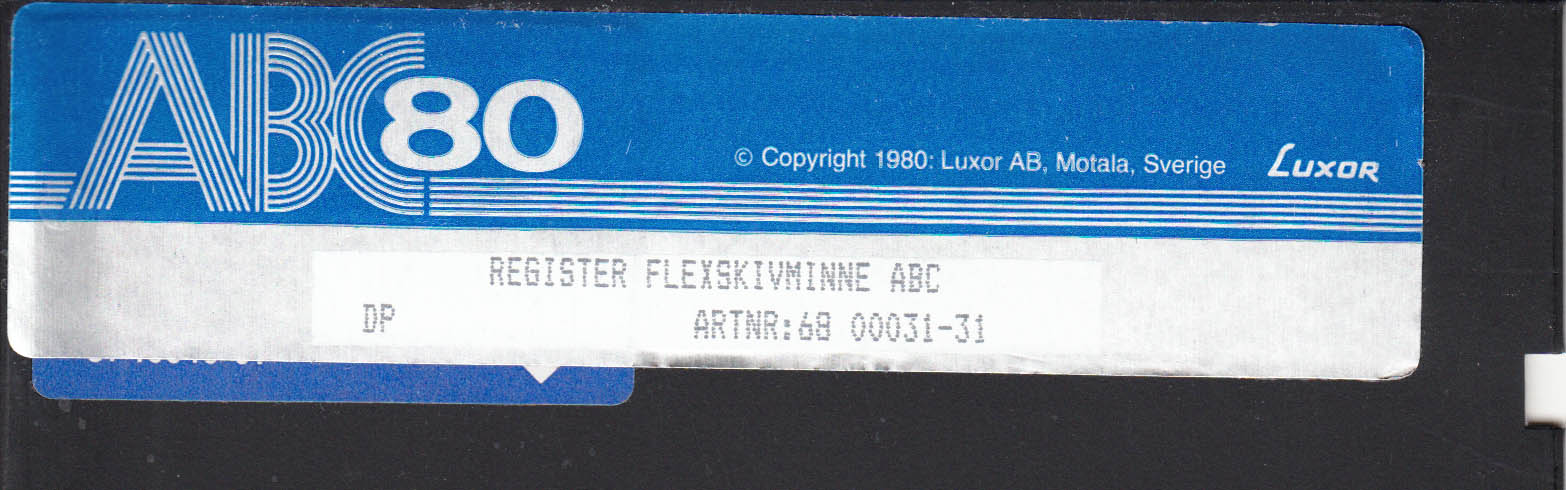 ABC80
© Copyright 1980: Luxor AB, Motala, Sverige
LUXOR
REGISTER FLEXSKIVMINNE ABC
DP ARTNR:68 00031-31